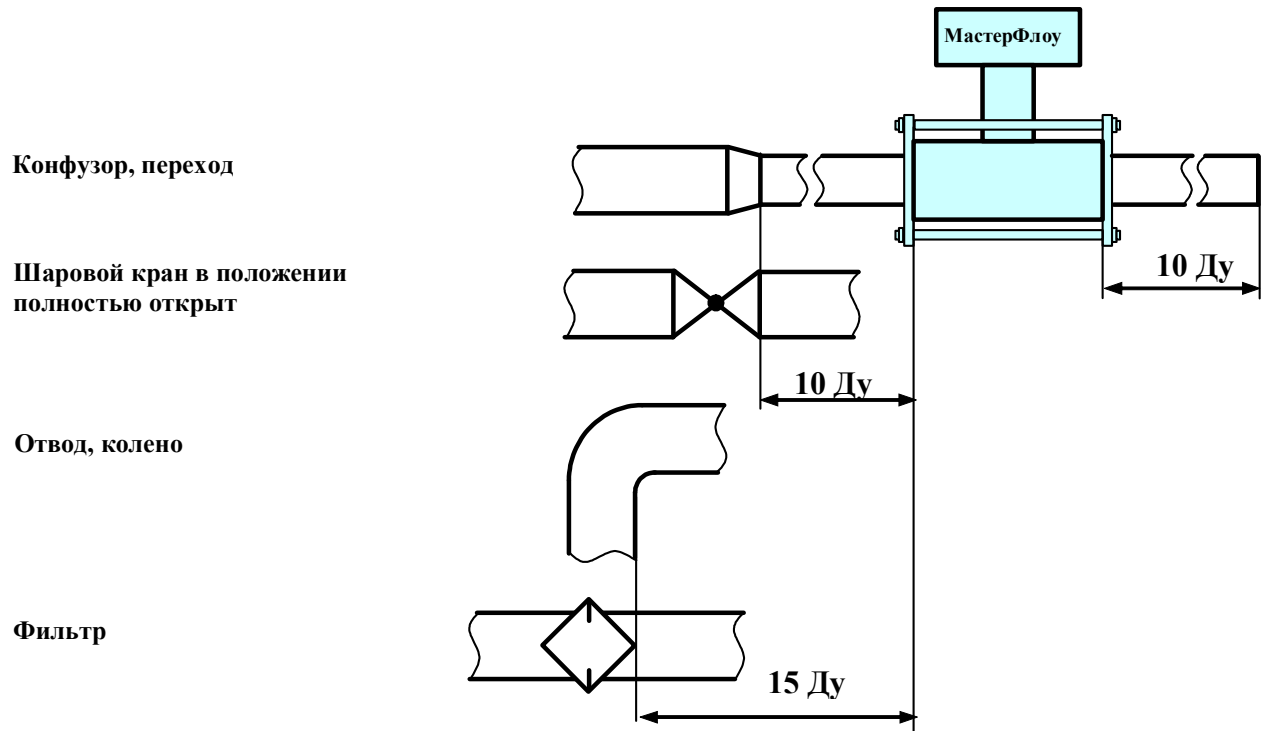 МастерФлоу
Конфузор, переход
Шаровой кран в положении
полностью открыт
10 Ду
10 Ду
Отвод, колено
Фильтр
15 Ду